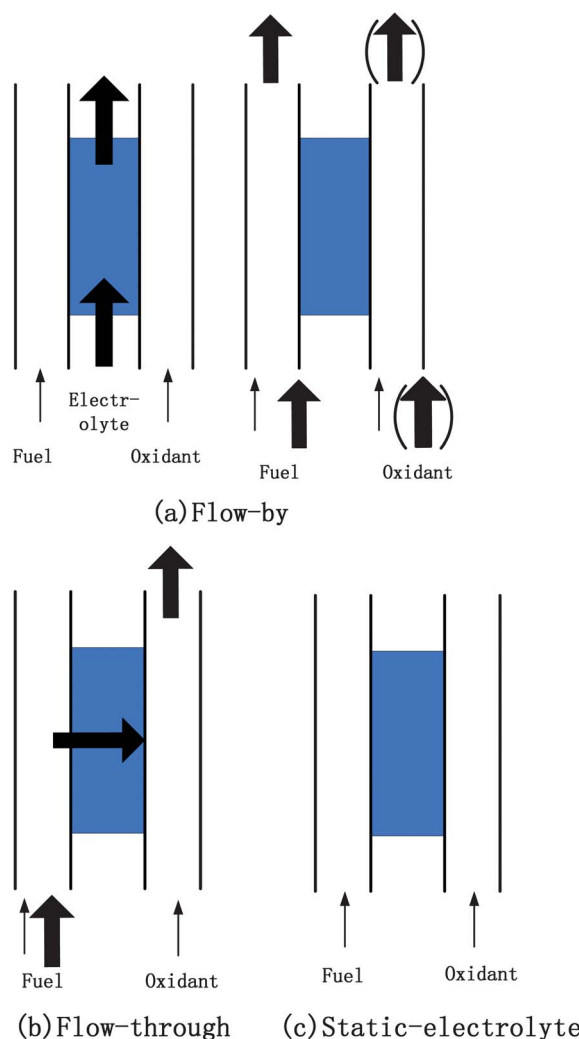 Electr-
olyte
Fuel
Oxidant
Fuel
Oxidant
(a)Flow-by
Fuel
Oxidant
Fuel
Oxidant
(b)Flow-through
(c)Static-electrolyte